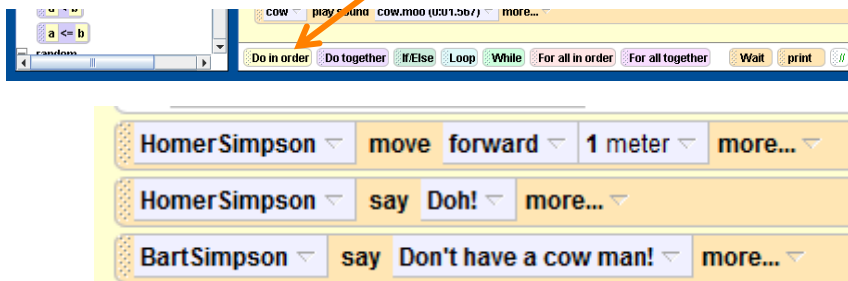 cow play sound cow.moo (0:01.567) more...
a <= b
random
Do in order Do together If/Else Loop While For all in order For all together Wait print //
HomerSimpson move forward 1 meter more...
HomerSimpson say Doh! more...
BartSimpson say Don't have a cow man! more...